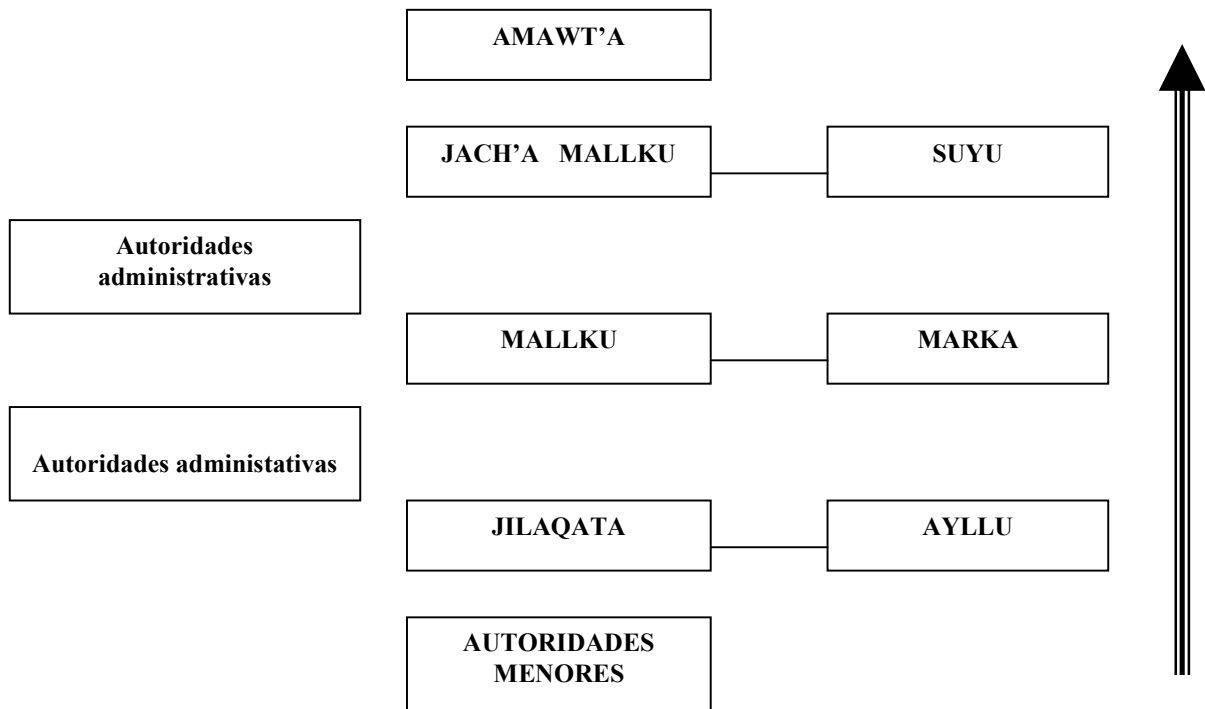 AMAWT’A
JACH’A MALLKU
SUYU
Autoridades
administrativas
MALLKU
MARKA
Autoridades administativas
JILAQATA
AYLLU
AUTORIDADES
MENORES